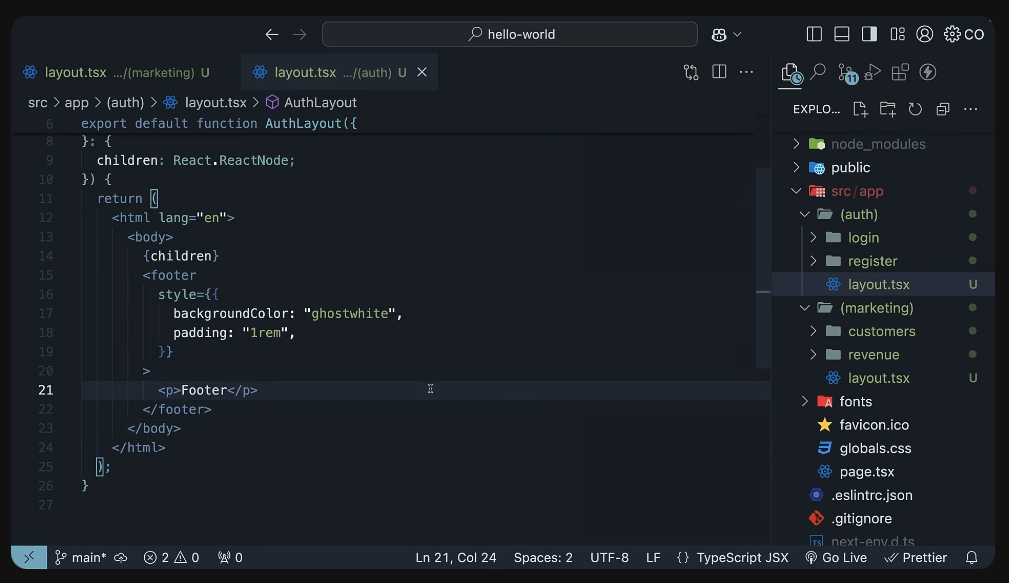 hello-world
CO
layout.tsx .../(marketing) U
layout.tsx .../(auth) U
src > app > (auth) > layout.tsx > AuthLayout
6 export default function AuthLayout({
8 }: {
9 children: React.ReactNode;
10 }) {
11 return (
12 <html lang="en">
13 <body>
14 {children}
15 <footer
16 style={{
17 backgroundColor: "ghostwhite",
18 padding: "1rem",
19 }}
20 >
21 <p>Footer</p>
22 </footer>
23 </body>
24 </html>
25 );
26 }
27
11
EXPLO...
node_modules
public
src/app
(auth)
login
register
layout.tsx U
(marketing)
customers
revenue
layout.tsx U
fonts
favicon.ico
globals.css
page.tsx
.eslintrc.json
.gitignore
TS next-env.d.ts
main* 2 0 0 Ln 21, Col 24 Spaces: 2 UTF-8 LF {} TypeScript JSX Go Live Prettier